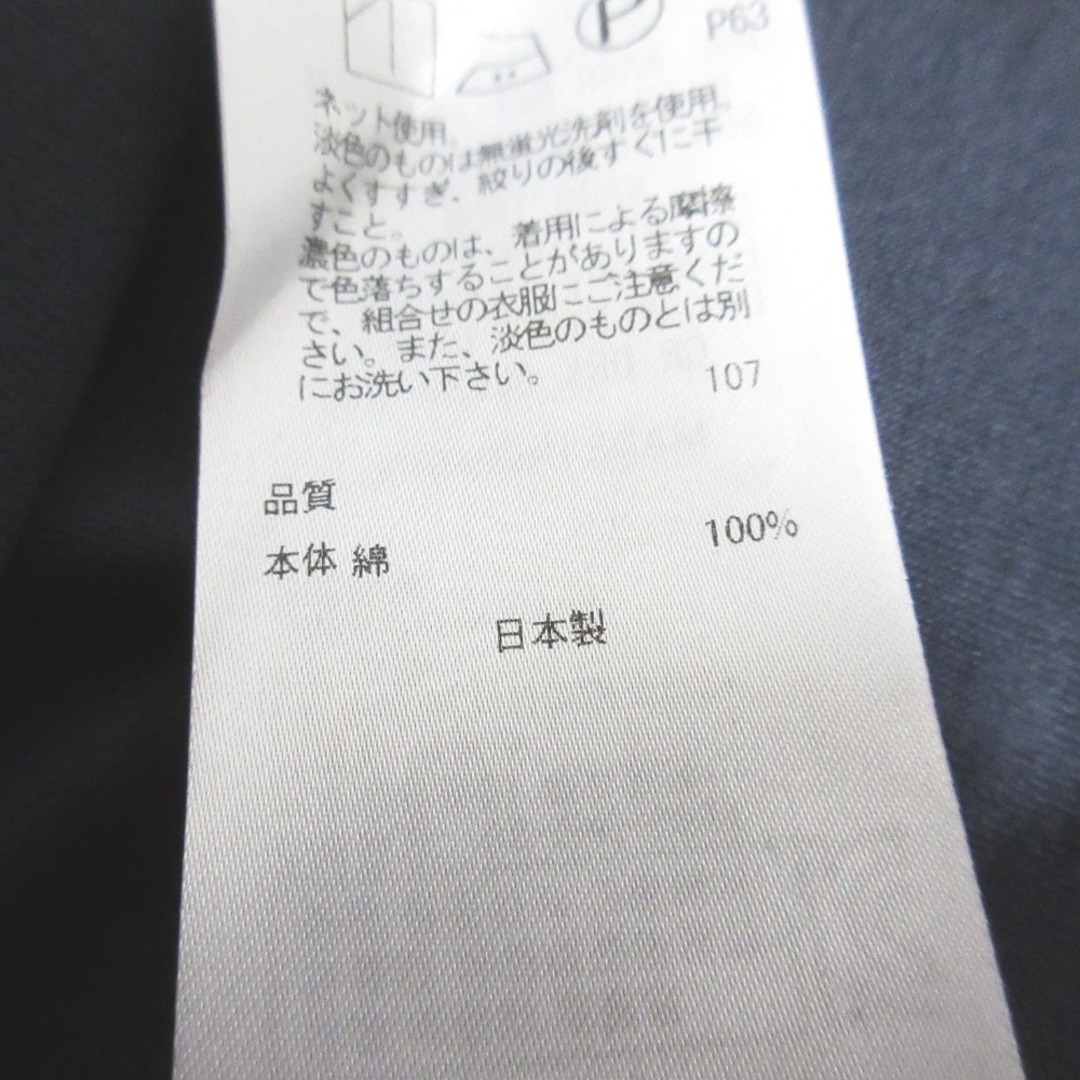 P
P63
ネット使用。
淡色のものは無蛍光洗剤を使用。
よくすすぎ、絞りの後すぐに干
すこと。
濃色のものは、着用による摩擦
で色落ちすることがありますの
で、組合せの衣服にご注意くだ
さい。また、淡色のものとは別
にお洗い下さい。
107
品質
本体 綿 100%
日本製